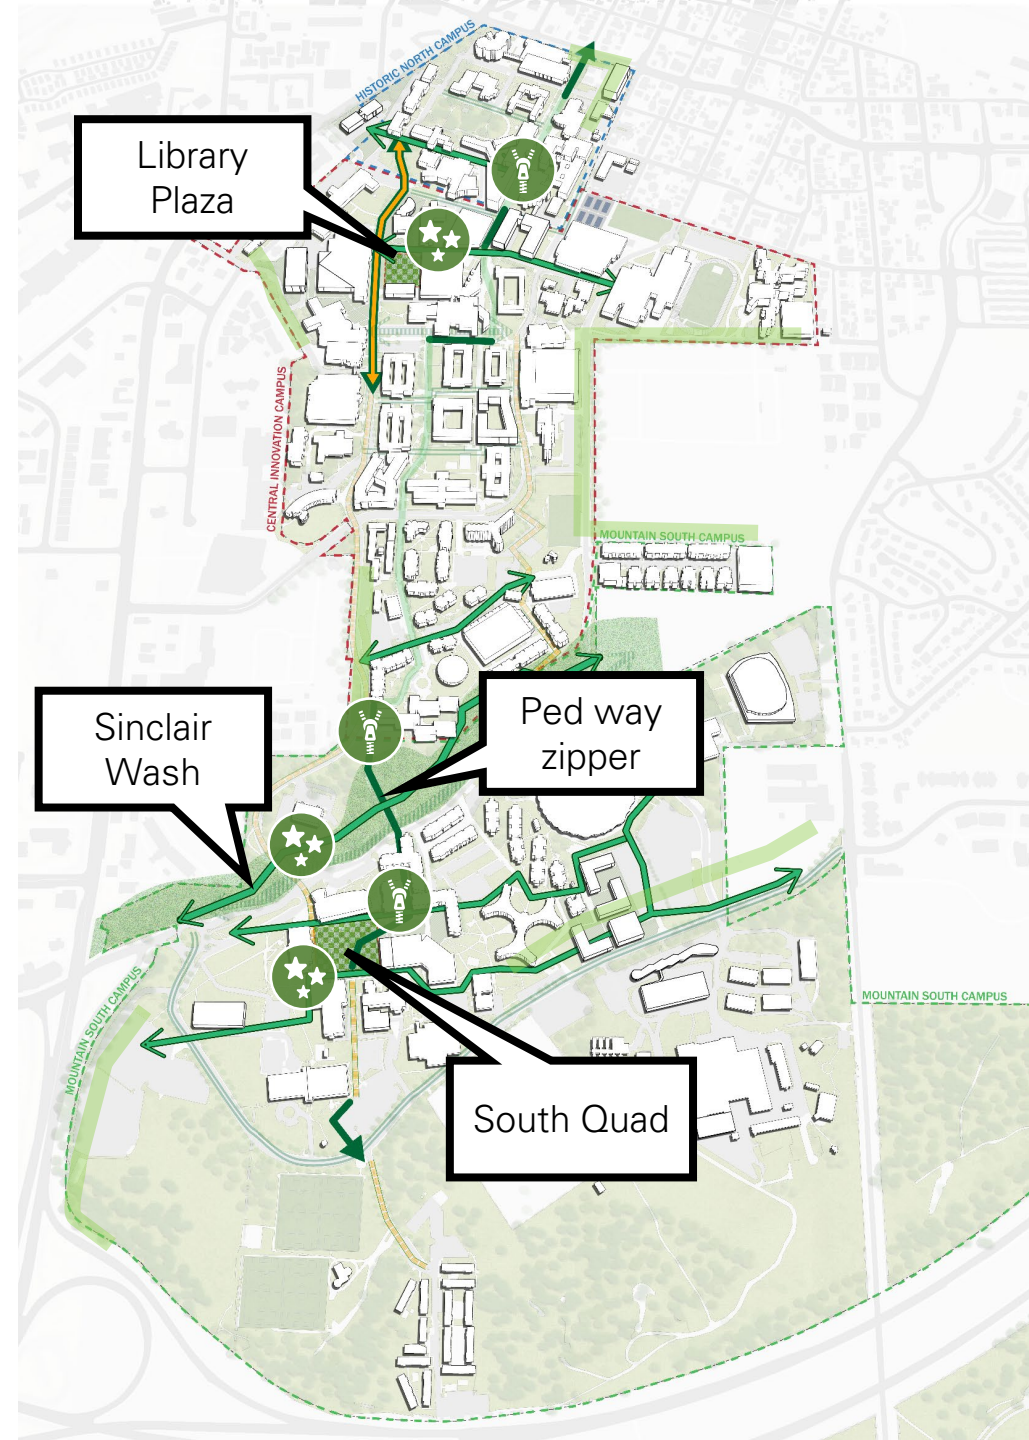 HISTORIC NORTH CAMPUS
Library
Plaza
CENTRAL INNOVATION CAMPUS
MOUNTAIN SOUTH CAMPUS
Sinclair
Wash
Ped way
zipper
MOUNTAIN SOUTH CAMPUS
MOUNTAIN SOUTH CAMPUS
South Quad